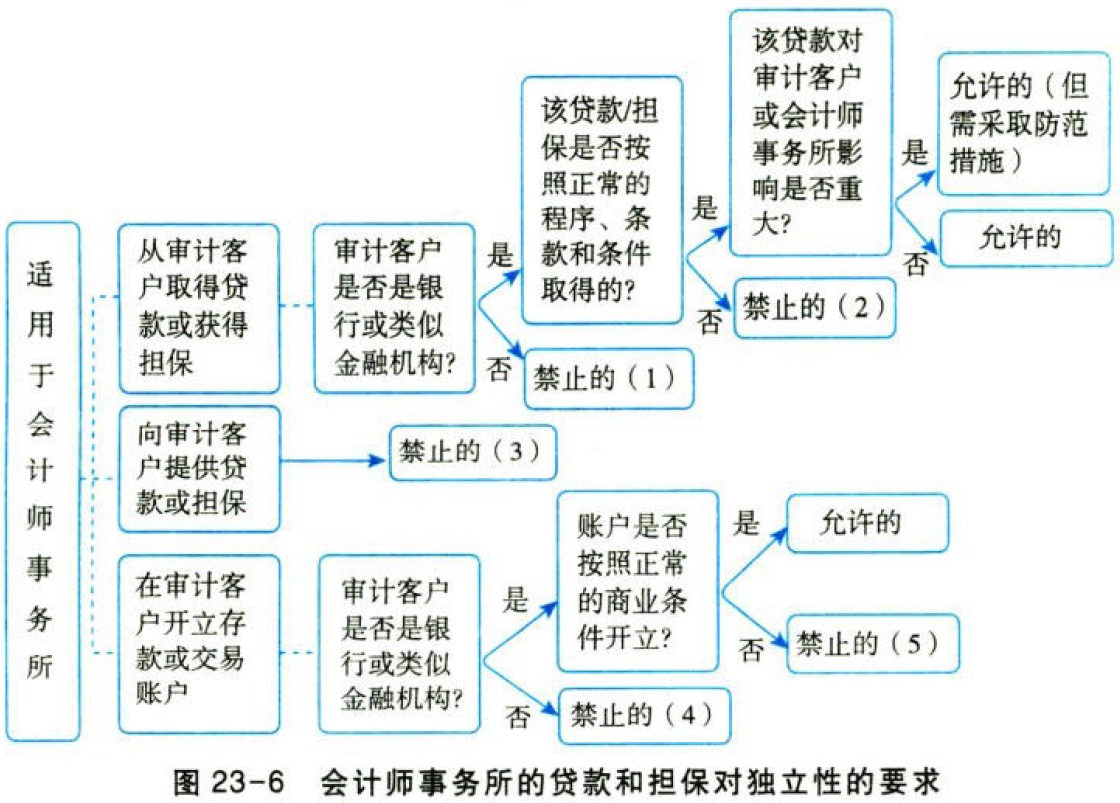 适用于会计师事务所
从审计客
户取得贷
款或获得
担保
审计客户
是否是银
行或类似
金融机构?
是
否
该贷款/担
保是否按
照正常的
程序、条
款和条件
取得的?
禁止的(1)
是
否
该贷款对
审计客户
或会计师
事务所影
响是否重
大?
禁止的(2)
是
否
允许的(但
需采取防范
措施)
允许的
向审计客
户提供贷
款或担保
禁止的(3)
在审计客
户开立存
款或交易
账户
审计客户
是否是银
行或类似
金融机构?
是
否
账户是否
按照正常
的商业条
件开立?
禁止的(4)
是
否
允许的
禁止的(5)
图 23-6 会计师事务所的贷款和担保对独立性的要求